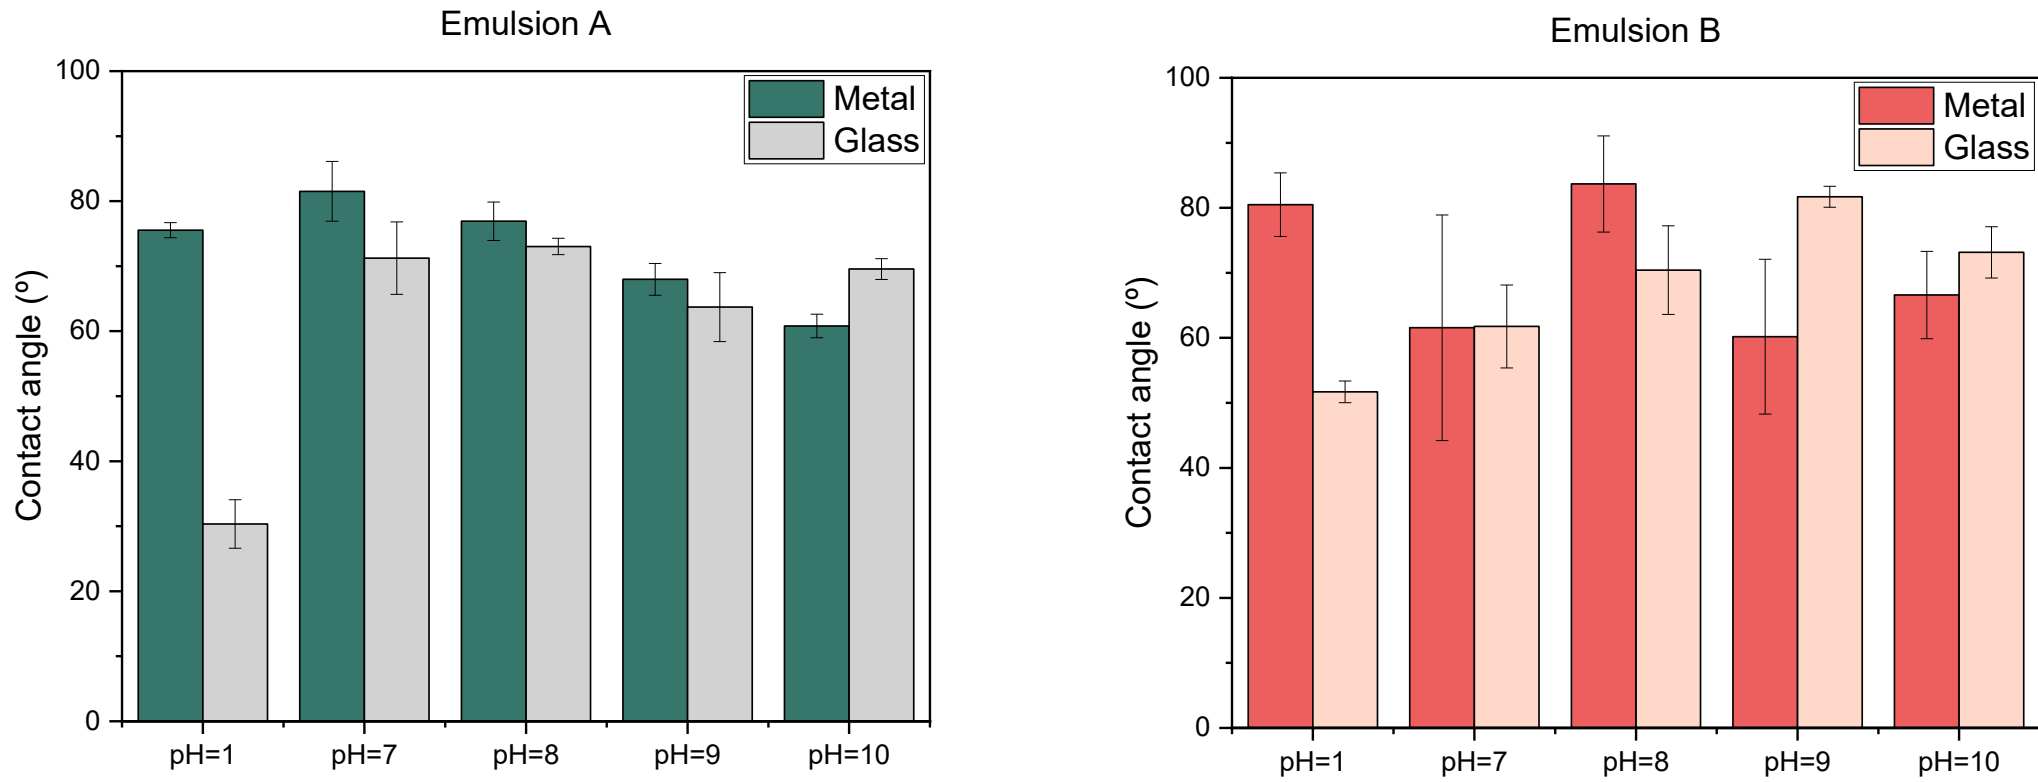 Emulsion A
100
80
60
40
20
0
Contact angle (º)
Metal
Glass
pH=1 pH=7 pH=8 pH=9 pH=10
Emulsion B
100
80
60
40
20
0
Contact angle (º)
Metal
Glass
pH=1 pH=7 pH=8 pH=9 pH=10